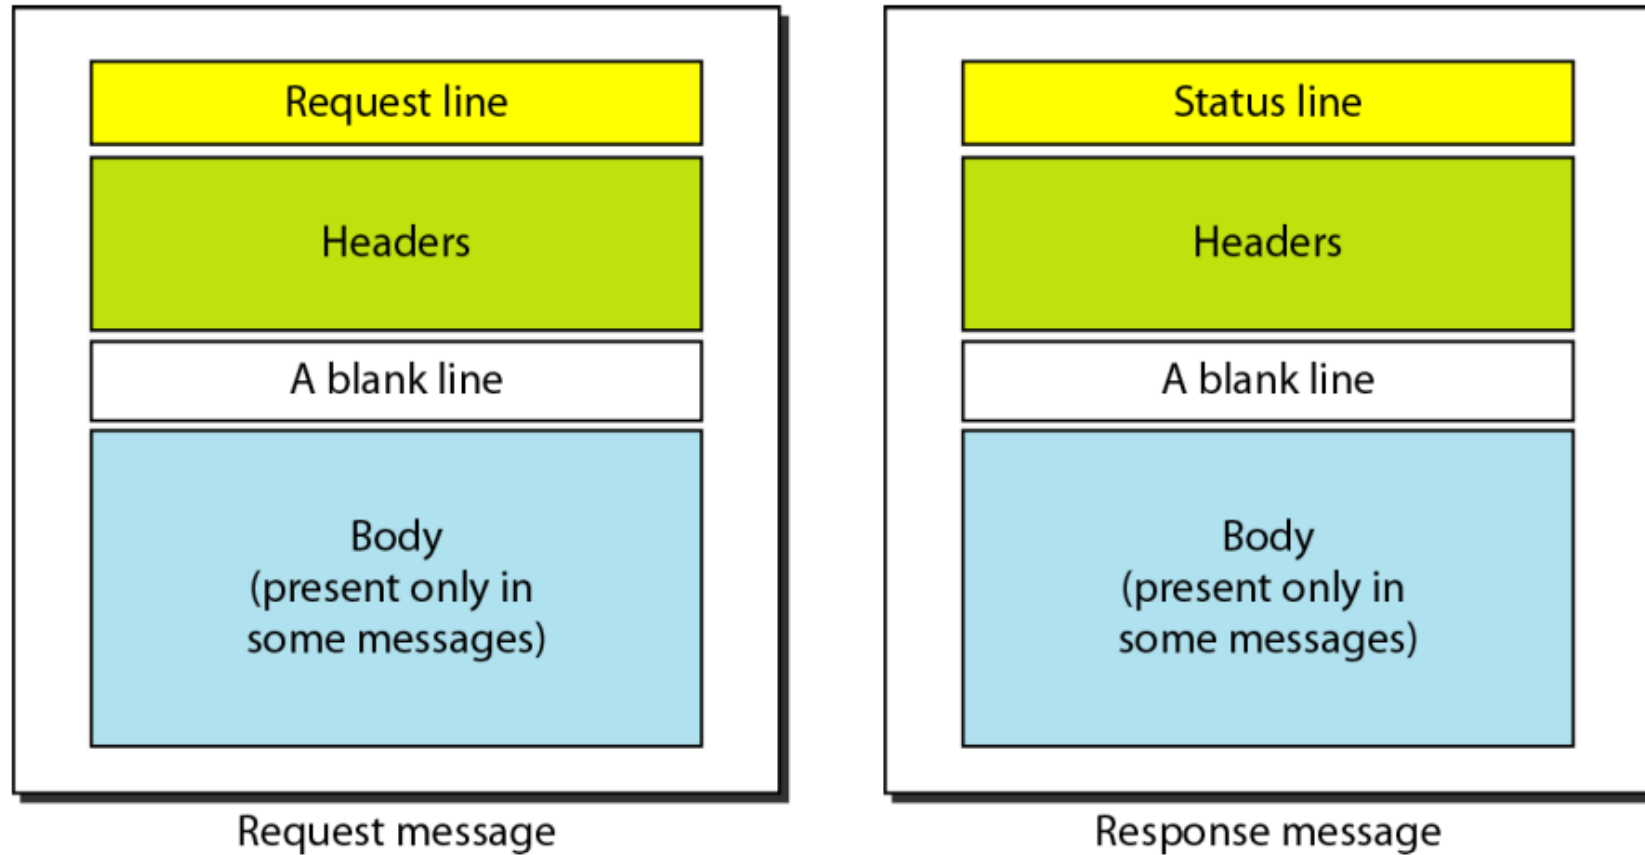 Request line
Headers
A blank line
Body
(present only in
some messages)
Request message
Status line
Headers
A blank line
Body
(present only in
some messages)
Response message